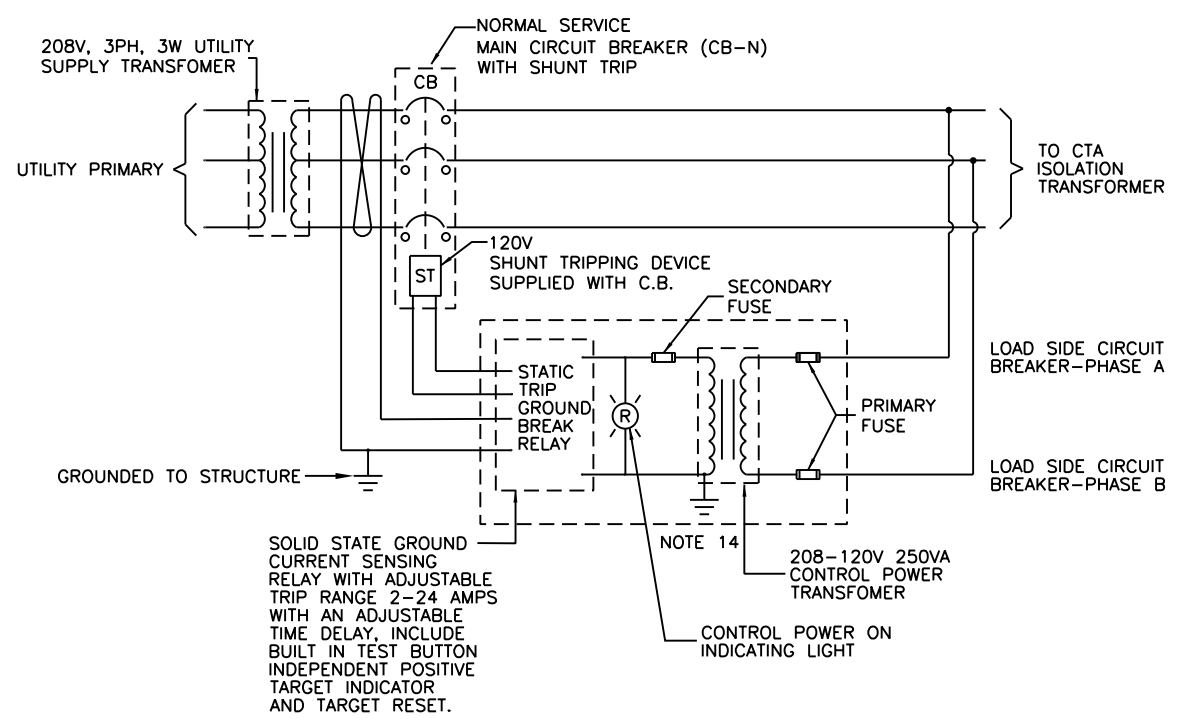 NORMAL SERVICE
MAIN CIRCUIT BREAKER (CB-N)
WITH SHUNT TRIP
208V, 3PH, 3W UTILITY
SUPPLY TRANSFOMER
CB
UTILITY PRIMARY
TO CTA
ISOLATION
TRANSFORMER
120V
SHUNT TRIPPING DEVICE
SUPPLIED WITH C.B.
ST
SECONDARY
FUSE
LOAD SIDE CIRCUIT
BREAKER-PHASE A
STATIC
TRIP
GROUND
BREAK
RELAY
R
PRIMARY
FUSE
GROUNDED TO STRUCTURE
LOAD SIDE CIRCUIT
BREAKER-PHASE B
NOTE 14
SOLID STATE GROUND
CURRENT SENSING
RELAY WITH ADJUSTABLE
TRIP RANGE 2-24 AMPS
WITH AN ADJUSTABLE
TIME DELAY, INCLUDE
BUILT IN TEST BUTTON
INDEPENDENT POSITIVE
TARGET INDICATOR
AND TARGET RESET.
208-120V 250VA
CONTROL POWER
TRANSFOMER
CONTROL POWER ON
INDICATING LIGHT